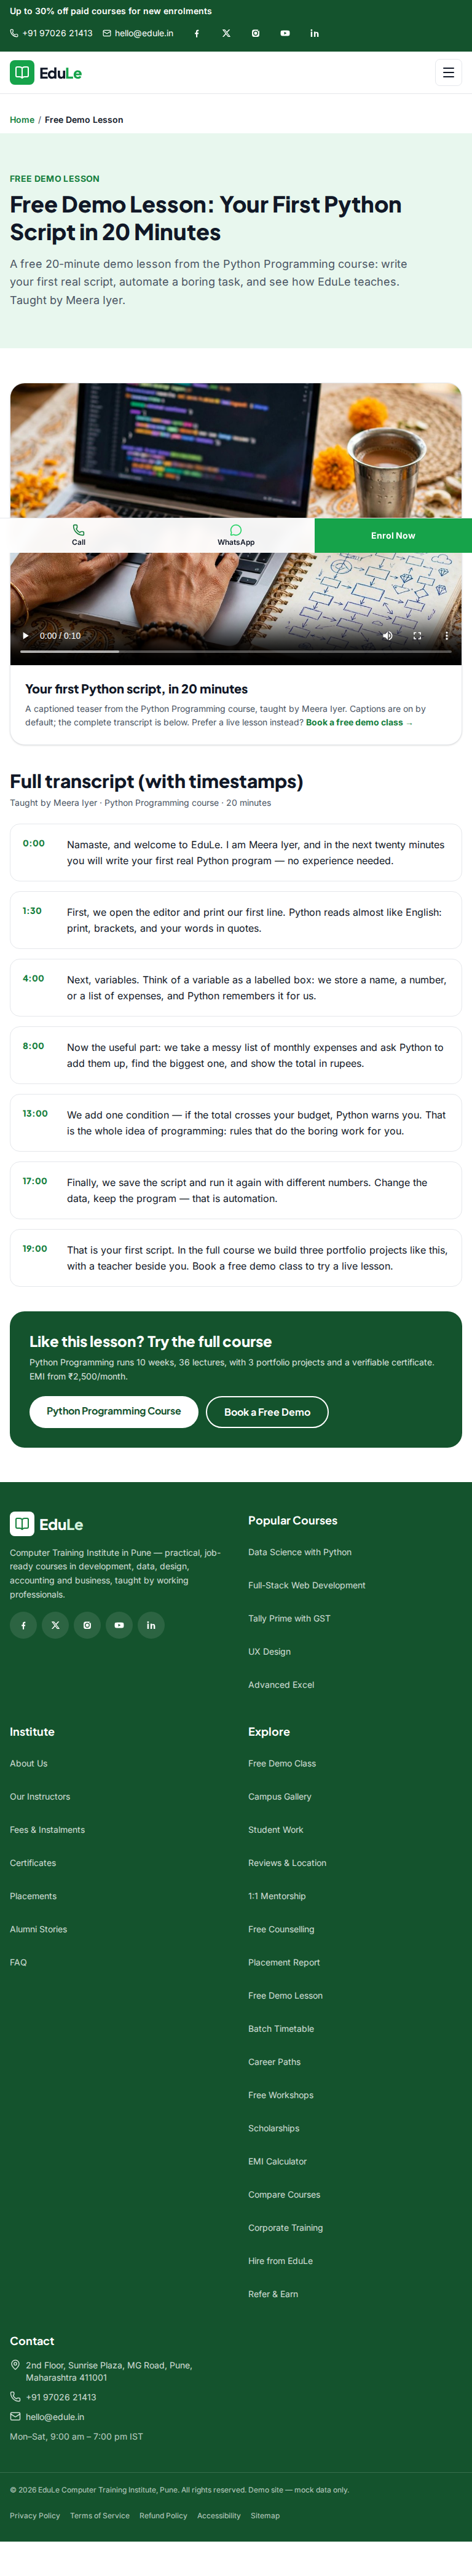 Up to 30% off paid courses for new enrolments
+91 97026 21413 hello@edule.in
EduLe
Home / Free Demo Lesson
FREE DEMO LESSON
Free Demo Lesson: Your First Python
Script in 20 Minutes
A free 20-minute demo lesson from the Python Programming course: write
your first real script, automate a boring task, and see how EduLe teaches.
Taught by Meera Iyer.
Call
WhatsApp
Enrol Now
0:00 / 0:10
Your first Python script, in 20 minutes
A captioned teaser from the Python Programming course, taught by Meera Iyer. Captions are on by
default; the complete transcript is below. Prefer a live lesson instead? Book a free demo class →
Full transcript (with timestamps)
Taught by Meera Iyer · Python Programming course · 20 minutes
0:00 Namaste, and welcome to EduLe. I am Meera Iyer, and in the next twenty minutes
you will write your first real Python program — no experience needed.
1:30 First, we open the editor and print our first line. Python reads almost like English:
print, brackets, and your words in quotes.
4:00 Next, variables. Think of a variable as a labelled box: we store a name, a number,
or a list of expenses, and Python remembers it for us.
8:00 Now the useful part: we take a messy list of monthly expenses and ask Python to
add them up, find the biggest one, and show the total in rupees.
13:00 We add one condition — if the total crosses your budget, Python warns you. That
is the whole idea of programming: rules that do the boring work for you.
17:00 Finally, we save the script and run it again with different numbers. Change the
data, keep the program — that is automation.
19:00 That is your first script. In the full course we build three portfolio projects like this,
with a teacher beside you. Book a free demo class to try a live lesson.
Like this lesson? Try the full course
Python Programming runs 10 weeks, 36 lectures, with 3 portfolio projects and a verifiable certificate.
EMI from ₹2,500/month.
Python Programming Course
Book a Free Demo
EduLe
Computer Training Institute in Pune — practical, job-
ready courses in development, data, design,
accounting and business, taught by working
professionals.
Popular Courses
Data Science with Python
Full-Stack Web Development
Tally Prime with GST
UX Design
Advanced Excel
Institute
About Us
Our Instructors
Fees & Instalments
Certificates
Placements
Alumni Stories
FAQ
Explore
Free Demo Class
Campus Gallery
Student Work
Reviews & Location
1:1 Mentorship
Free Counselling
Placement Report
Free Demo Lesson
Batch Timetable
Career Paths
Free Workshops
Scholarships
EMI Calculator
Compare Courses
Corporate Training
Hire from EduLe
Refer & Earn
Contact
2nd Floor, Sunrise Plaza, MG Road, Pune,
Maharashtra 411001
+91 97026 21413
hello@edule.in
Mon–Sat, 9:00 am – 7:00 pm IST
© 2026 EduLe Computer Training Institute, Pune. All rights reserved. Demo site — mock data only.
Privacy Policy Terms of Service Refund Policy Accessibility Sitemap